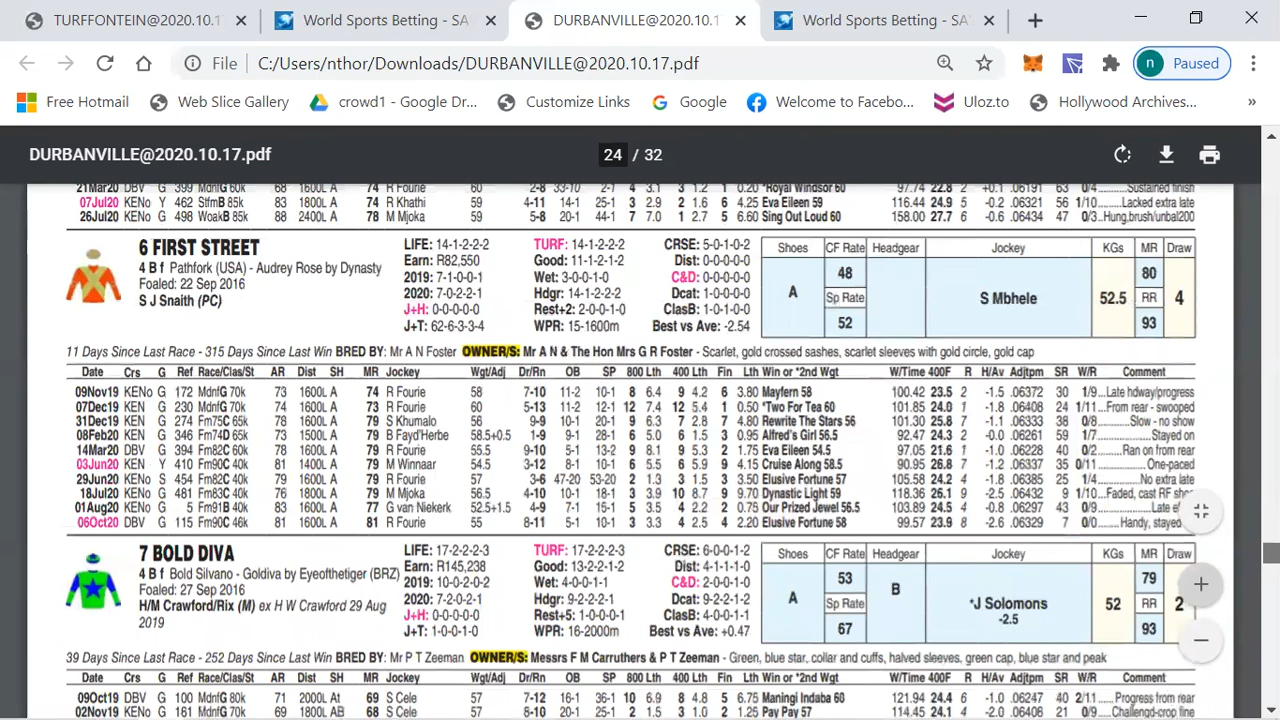 TURFFONTEIN@2020.10.1 × World Sports Betting - SA × DURBANVILLE@2020.10.1 × World Sports Betting - SA ×
File C:/Users/nthor/Downloads/DURBANVILLE@2020.10.17.pdf n Paused
Free Hotmail Web Slice Gallery crowd1 - Google Dr... Customize Links Google Welcome to Facebo... Uloz.to Hollywood Archives... »
DURBANVILLE@2020.10.17.pdf 24 / 32
21Mar20 DBV G 399 MdnfG 60k 68 1600L A 74 R Fourie 60 2-8 33-10 2-1 4 3.1 3 1.2 1 0.20 *Royal Windsor 60 97.74 22.8 2 +0.1 .06191 63 0/4 Sustained finish
07Jul20 KENo Y 462 StfmB 85k 83 1600L A 74 R Khathi 60 4-11 14-1 25-1 3 2.9 2 1.6 6 4.25 Eva Eileen 59 116.44 24.9 5 -0.2 .06321 56 1/10 Lacked extra late
26Jul20 KENo G 498 WoakB 85k 88 2400L A 78 M Mjoka 59 5-8 20-1 44-1 7 7.0 1 2.7 5 6.60 Sing Out Loud 60 158.00 27.7 6 -0.6 .06434 0/3 Hung,brush/unbal200
6 FIRST STREET
4 B f Pathfork (USA) - Audrey Rose by Dynasty
Foaled: 22 Sep 2016
S J Snaith (PC)
LIFE: 14-1-2-2-2 TURF: 14-1-2-2-2 CRSE: 5-0-1-0-2
Earn: R82,550 Good: 11-1-2-1-2 Dist: 0-0-0-0-0
2019: 7-1-0-0-1 Wet: 3-0-0-1-0 C&D: 0-0-0-0-0
2020: 7-0-2-2-1 Hdgr: 14-1-2-2-2 Dcat: 1-0-0-0-0
J+H: 0-0-0-0-0 Rest+2: 2-0-0-1-0 ClasB: 1-0-1-0-0
J+T: 62-6-3-3-4 WPR: 15-1600m Best vs Ave: -2.54
Shoes CF Rate Headgear Jockey KGs MR Draw
A 48 Sp Rate 52 S Mbhele 52.5 80 RR 93 4
11 Days Since Last Race - 315 Days Since Last Win BRED BY: Mr A N Foster OWNER/S: Mr A N & The Hon Mrs G R Foster - Scarlet, gold crossed sashes, scarlet sleeves with gold circle, gold cap
Date Crs G Ref Race/Clas/St AR Dist SH MR Jockey Wgt/Adj Dr/Rn OB SP 800 Lth 400 Lth Fin Lth Win or *2nd Wgt W/Time 400F R H/Av Adjtpm SR W/R Comment
09Nov19 KENo G 172 MdnfG 70k 73 1600L A 74 R Fourie 58 7-10 11-2 10-1 8 6.4 9 4.2 6 3.80 Mayfern 58 100.42 23.5 2 -0.8 .06372 30 1/9...Late hdway/progress
07Dec19 KEN G 230 MdnfG 70k 74 1600L A 73 R Fourie 60 5-13 11-2 12-1 12 7.4 12 5.4 1 0.50 *Two For Tea 60 101.85 24.0 1 -1.8 .06408 24 1/11...From rear - swooped
31Dec19 KEN G 274 Fm75C 65k 78 1600L A 79 S Khumalo 60 9-9 10-1 20-1 9 6.3 7 2.8 7 4.80 Rewrite The Stars 56 101.30 25.8 7 -1.1 .06333 38 0/8 Slow - no show
08Feb20 KEN G 346 Fm74D 65k 73 1500L A 79 B Fayd'Herbe 58.5+0.5 1-9 9-1 28-1 6 5.0 6 1.5 3 0.95 Alfred's Girl 56.5 92.47 24.3 2 -0.0 .06261 59 1/7 Stayed on
14Mar20 DBV G 394 Fm82C 60k 78 1600L A 79 R Fourie 55.5 9-10 5-1 13-2 9 8.1 9 5.3 2 1.75 Eva Eileen 54.5 97.05 21.6 1 -1.0 .06228 40 0/2 Ran on from rear
03Jun20 KEN Y 410 Fm90C 40k 81 1400L A 79 M Winnaar 54.5 3-12 8-1 10-1 6 5.5 6 5.9 9 4.15 Cruise Along 58.5 90.95 26.8 7 -1.2 .06337 35 0/11 One-paced
29Jun20 KEN S 454 Fm82C 40k 79 1600L A 79 R Fourie 3-6 47-20 53-20 2 1.3 3 1.5 3 3.50 Elusive Fortune 57 105.58 24.2 4 -1.8 .06385 25 1/4 No extra late
18Jul20 KENo G 481 Fm83C 40k 76 1800L A 79 M Mjoka 56.5 4-10 10-1 18-1 3 3.9 10 8.7 9 9.70 Dynastic Light 59 118.36 26.1 9 -2.5 .06432 9 1/10...Faded, cast RF sh
01Aug20 KENo G 5 Fm91B 40k 77 1600L A 77 G van Niekerk 52.5+1.5 4-9 7-1 16-1 5 3.5 4 2.2 2 0.75 Our Prized Jewel 56.5 103.89 24.5 4 -0.8 .06297 43 0/9 Late
06Oct20 DBV G 115 Fm90C 46k 81 1600L A 81 R Fourie 55 8-11 5-1 10-1 3 3.3 2 2.5 4 2.20 Elusive Fortune 58 99.57 23.9 8 -2.6 .06329 7 0/0 Handy, stayed
7 BOLD DIVA
4 B f Bold Silvano - Goldiva by Eyeofthetiger (BRZ)
Foaled: 27 Sep 2016
H/M Crawford/Rix (M) ex H W Crawford 29 Aug
2019
LIFE: 17-2-2-2-3 TURF: 17-2-2-2-3 CRSE: 6-0-0-1-2
Earn: R145,238 Good: 13-2-2-1-2 Dist: 4-1-1-1-0
2019: 10-0-2-0-2 Wet: 4-0-0-1-1 C&D: 2-0-0-1-0
2020: 7-2-0-2-1 Hdgr: 9-2-2-2-1 Dcat: 9-2-2-1-2
J+H: 0-0-0-0-0 Rest+5: 1-0-0-0-1 ClasB: 4-0-0-1-1
J+T: 1-0-0-1-0 WPR: 16-2000m Best vs Ave: +0.47
Shoes CF Rate Headgear Jockey KGs MR Draw
A 53 Sp Rate 67 B *J Solomons -2.5 52 79 RR 93 2
39 Days Since Last Race - 252 Days Since Last Win BRED BY: Mr P T Zeeman OWNER/S: Messrs F M Carruthers & P T Zeeman - Green, blue star, collar and cuffs, halved sleeves, green cap, blue star and peak
Date Crs G Ref Race/Clas/St AR Dist SH MR Jockey Wgt/Adj Dr/Rn OB SP 800 Lth 400 Lth Fin Lth Win or *2nd Wgt W/Time 400F R H/Av Adjtpm SR W/R Comment
09Oct19 DBV G 100 MdnfG 70k 71 2000L At 69 S Cele 57 7-12 16-1 36-1 10 6.9 8 4.8 5 6.75 Maningi Indaba 60 121.94 24.4 6 -1.0 .06247 40 2/11 Progress from rear
02Nov19 KENo G 161 MdnfG 70k 69 1800L AB 68 S Cele 57 8-10 20-1 25-1 2 1.5 3 1.0 2 1.25 Pay Pay 57 114.45 24.1 0/9